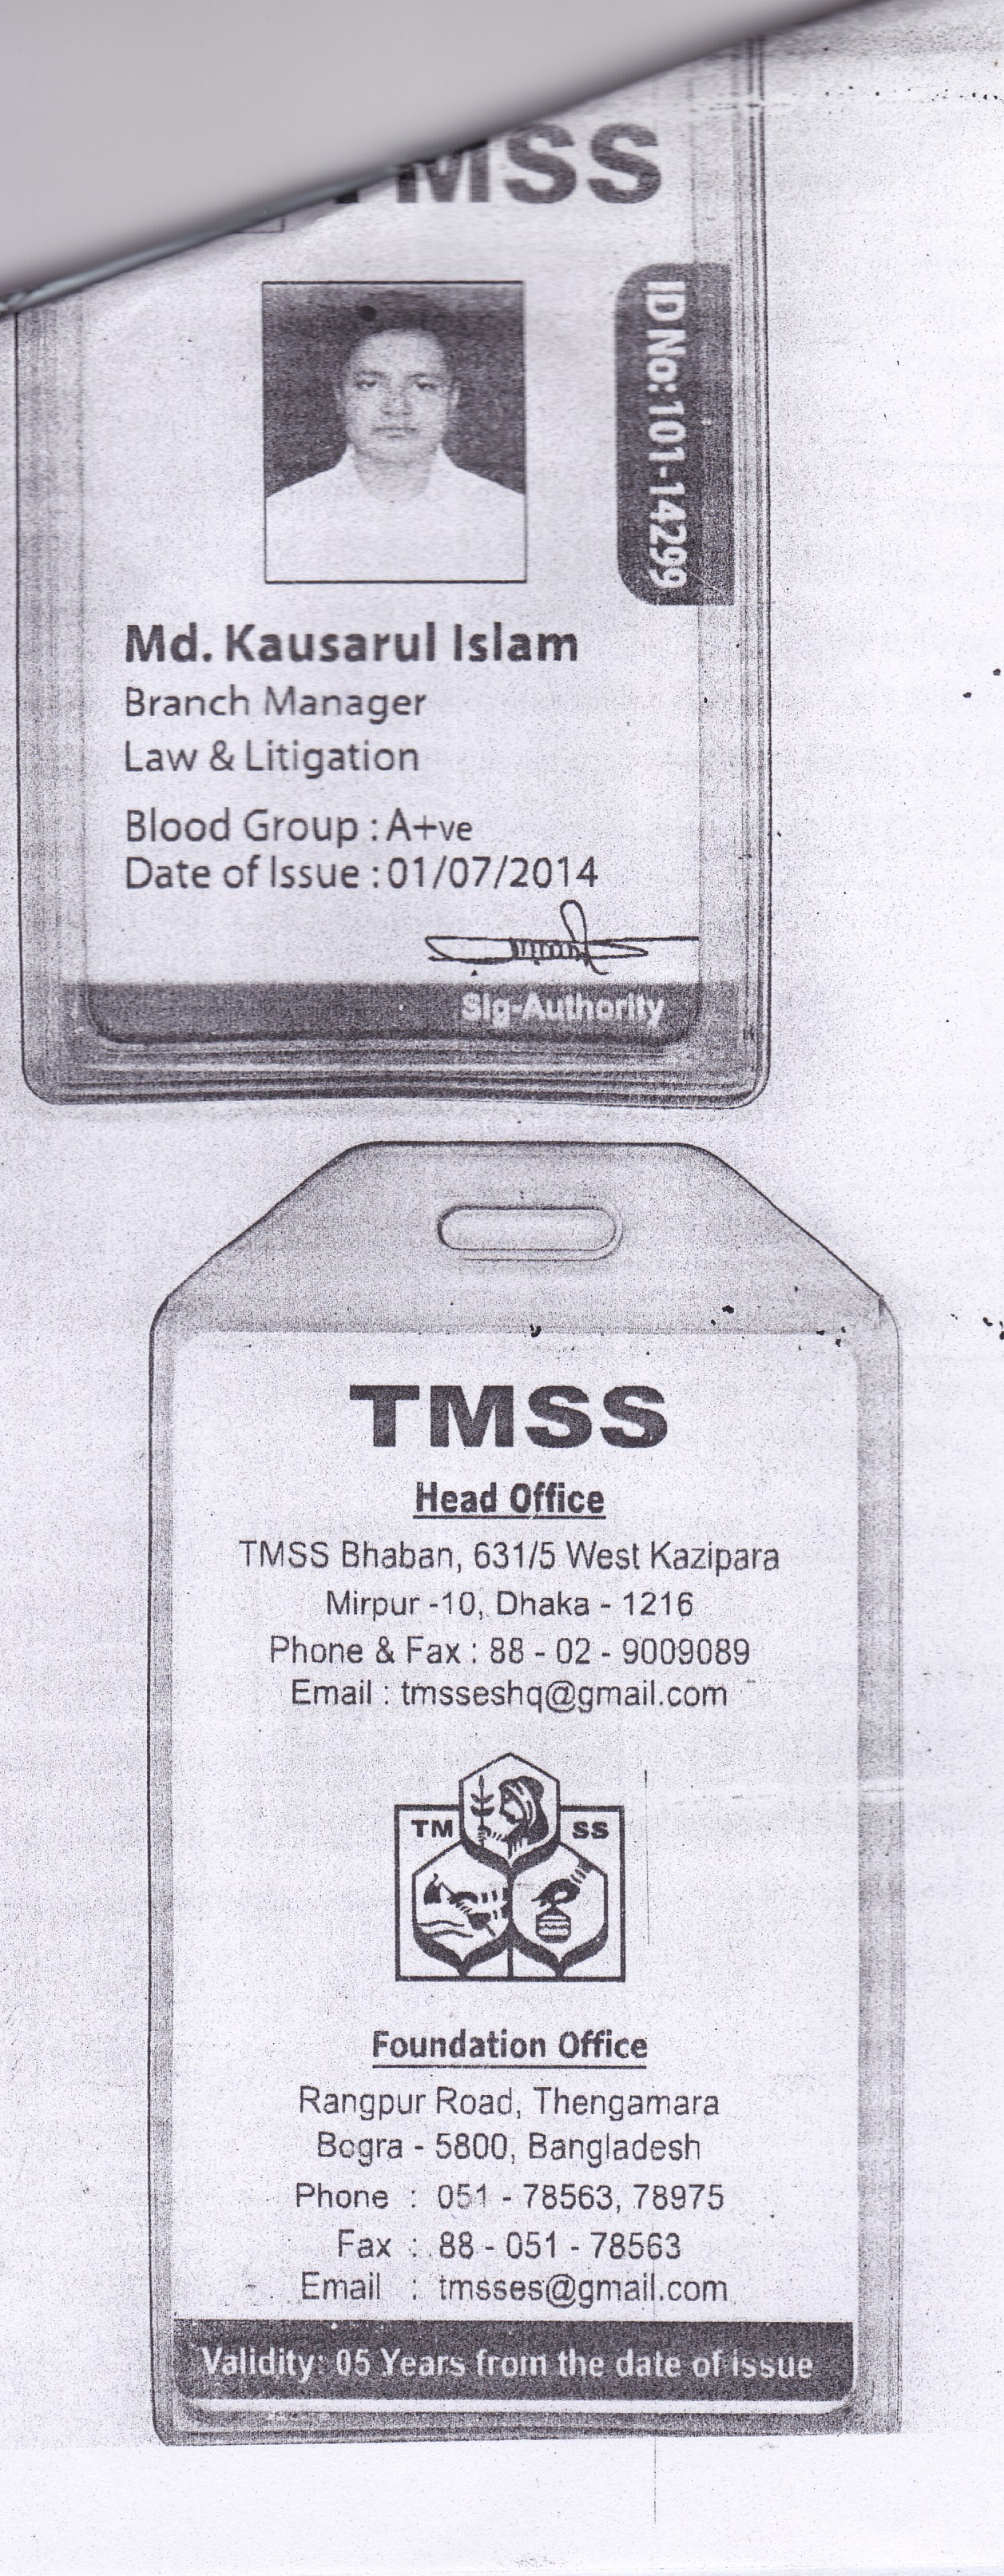 TMSS
ID No: 101-14299
Md. Kausarul Islam
Branch Manager
Law & Litigation
Blood Group : A+ve
Date of Issue : 01/07/2014
Sig-Authority
TMSS
Head Office
TMSS Bhaban, 631/5 West Kazipara
Mirpur -10, Dhaka - 1216
Phone & Fax : 88 - 02 - 9009089
Email : tmsseshq@gmail.com
TM SS
Foundation Office
Rangpur Road, Thengamara
Bogra - 5800, Bangladesh
Phone : 051 - 78563, 78975
Fax : 88 - 051 - 78563
Email : tmsses@gmail.com
Validity: 05 Years from the date of issue